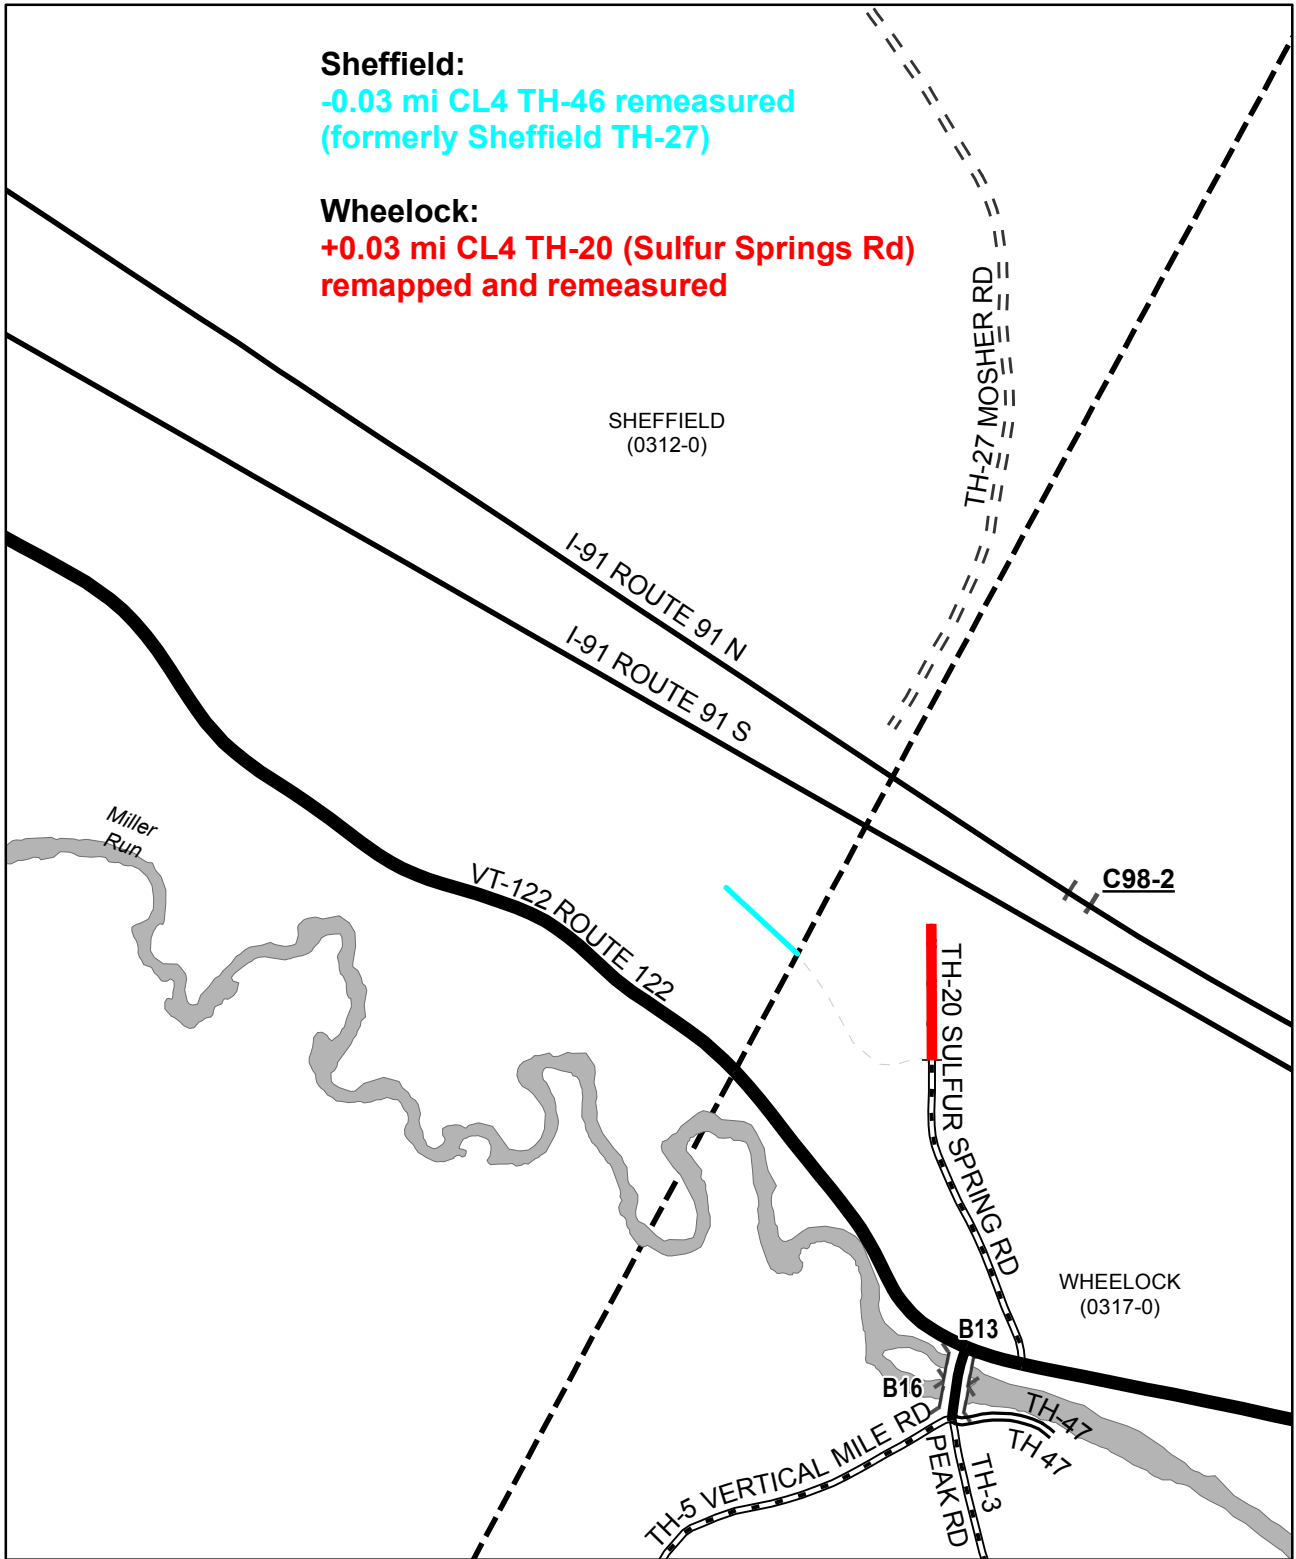 Sheffield:
-0.03 mi CL4 TH-46 remeasured
(formerly Sheffield TH-27)
Wheelock:
+0.03 mi CL4 TH-20 (Sulfur Springs Rd)
remapped and remeasured
TH-27 MOSHER RD
SHEFFIELD
(0312-0)
I-91 ROUTE 91 N
I-91 ROUTE 91 S
Miller
Run
VT-122 ROUTE 122
C98-2
TH-20 SULFUR SPRING RD
WHEELOCK
(0317-0)
B13
B16
TH-47
TH 47
TH-5 VERTICAL MILE RD
PEAK RD
TH-3